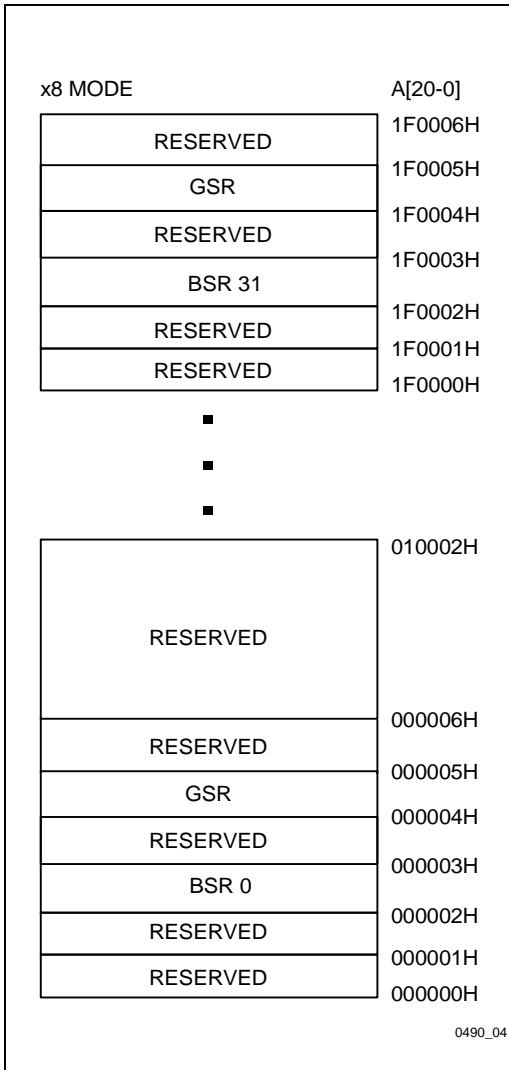 x8 MODE A[20-0]
1F0006H
RESERVED
1F0005H
GSR
1F0004H
RESERVED
1F0003H
BSR 31
1F0002H
RESERVED
1F0001H
RESERVED
1F0000H
010002H
RESERVED
000006H
RESERVED
000005H
GSR
000004H
RESERVED
000003H
BSR 0
000002H
RESERVED
000001H
RESERVED
000000H
0490_04